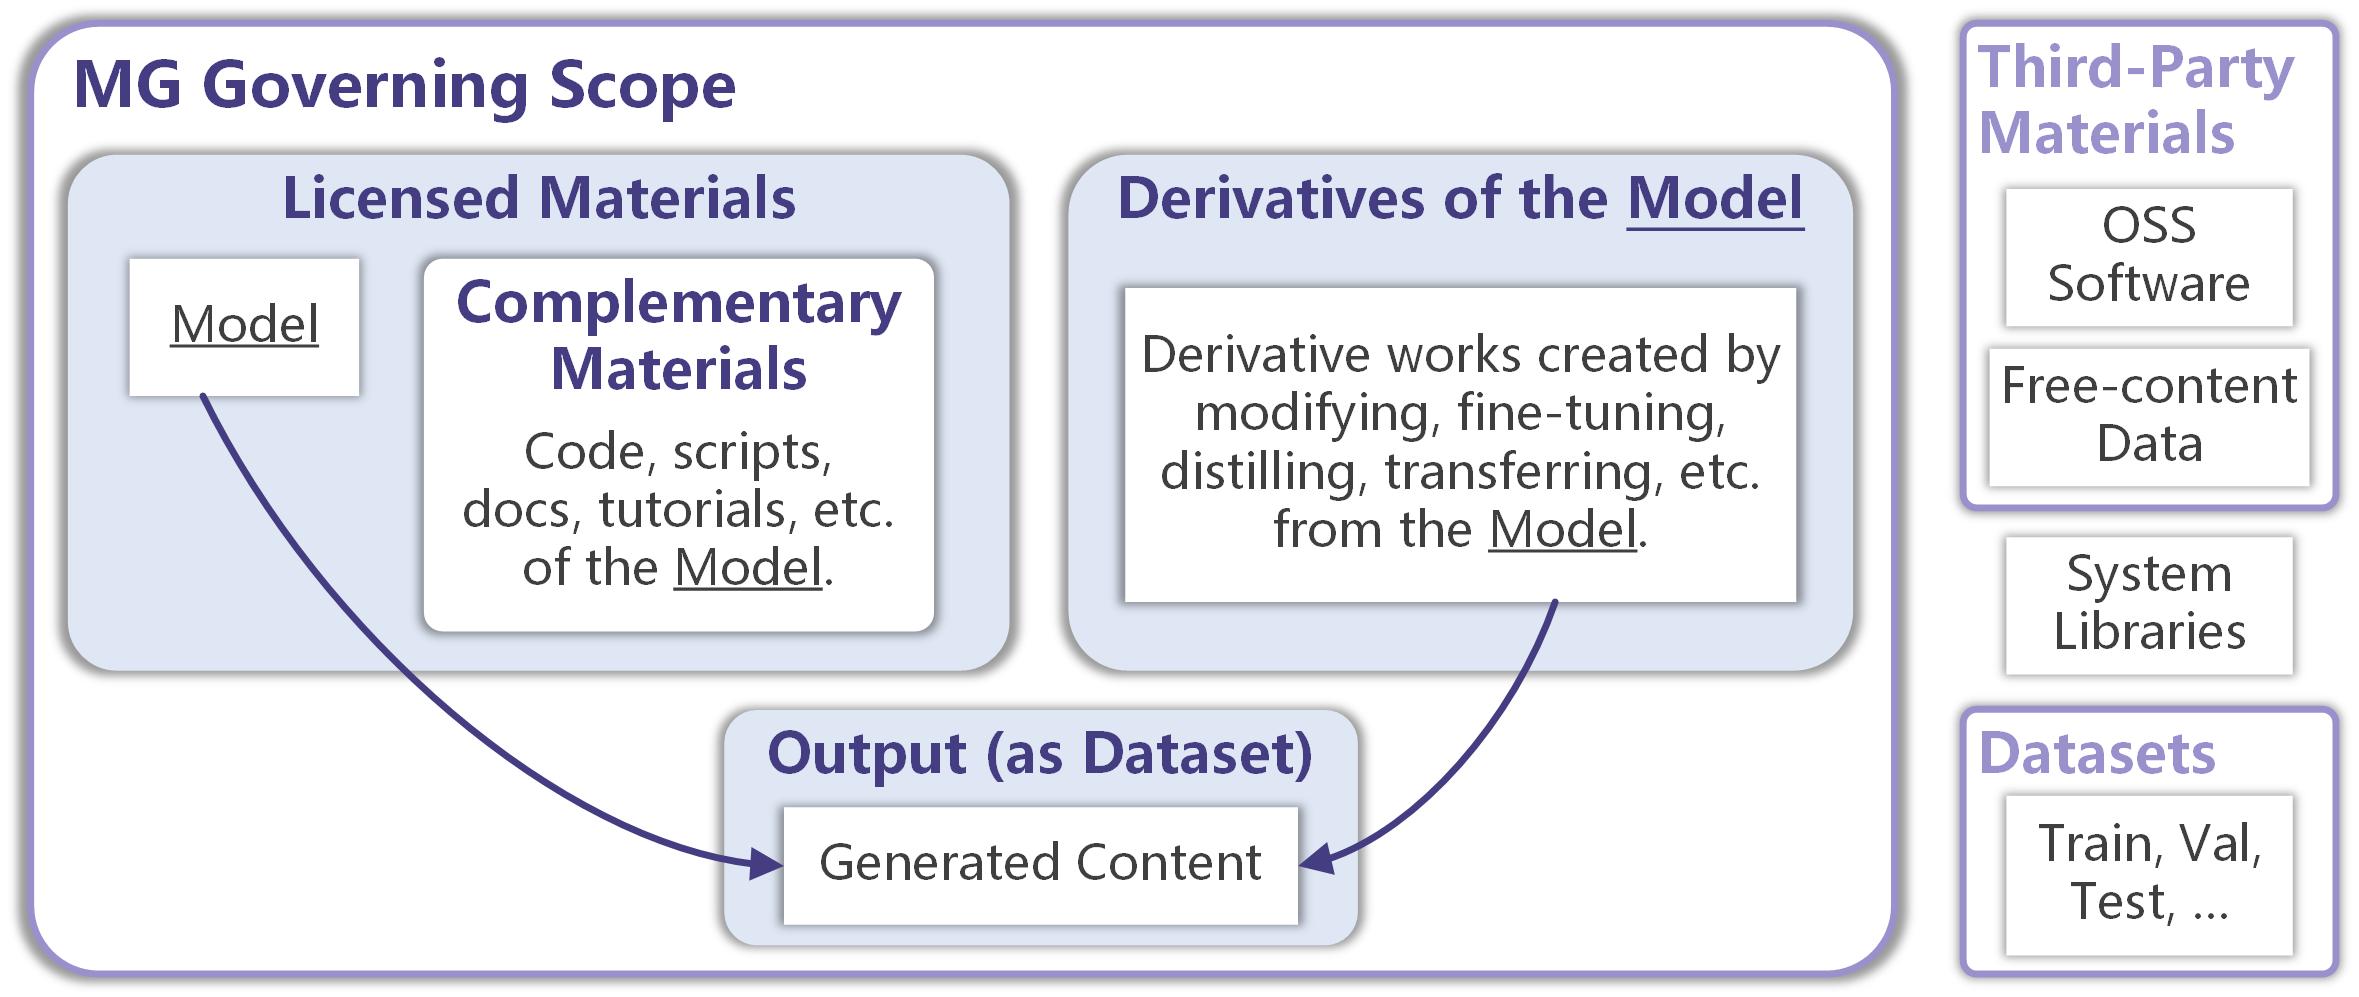 MG Governing Scope
Licensed Materials
Model
Complementary
Materials
Code, scripts,
docs, tutorials, etc.
of the Model.
Derivatives of the Model
Derivative works created by
modifying, fine-tuning,
distilling, transferring, etc.
from the Model.
Output (as Dataset)
Generated Content
Third-Party
Materials
OSS
Software
Free-content
Data
System
Libraries
Datasets
Train, Val,
Test, ...